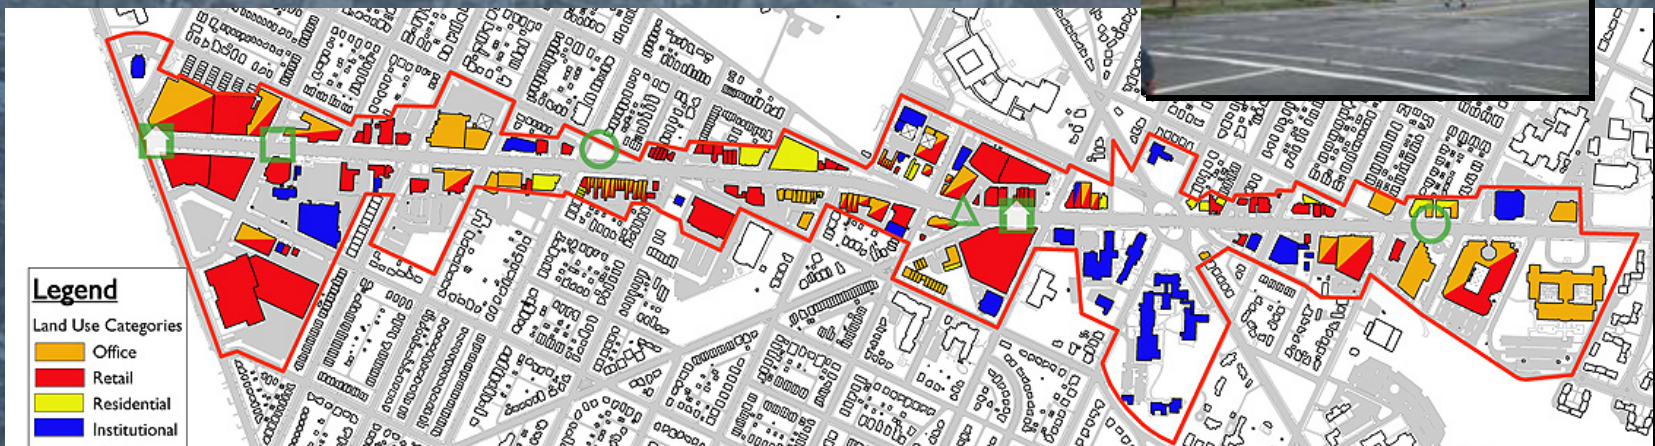 Legend
Land Use Categories
Office
Retail
Residential
Institutional